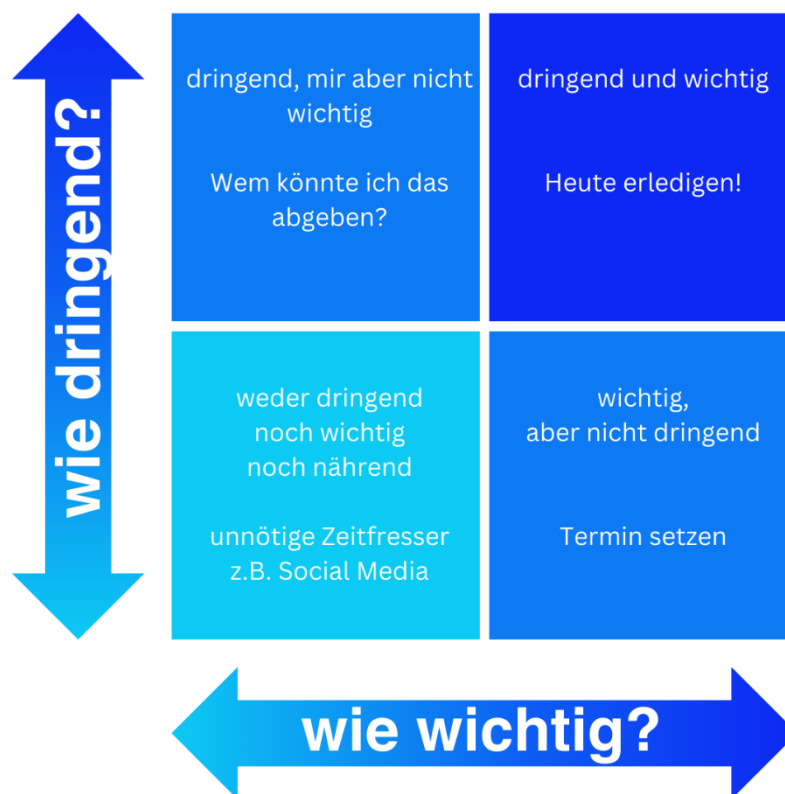 wie dringend?
dringend, mir aber nicht
wichtig
Wem könnte ich das
abgeben?
dringend und wichtig
Heute erledigen!
weder dringend
noch wichtig
noch nährend
unnötige Zeitfresser
z.B. Social Media
wichtig,
aber nicht dringend
Termin setzen
wie wichtig?